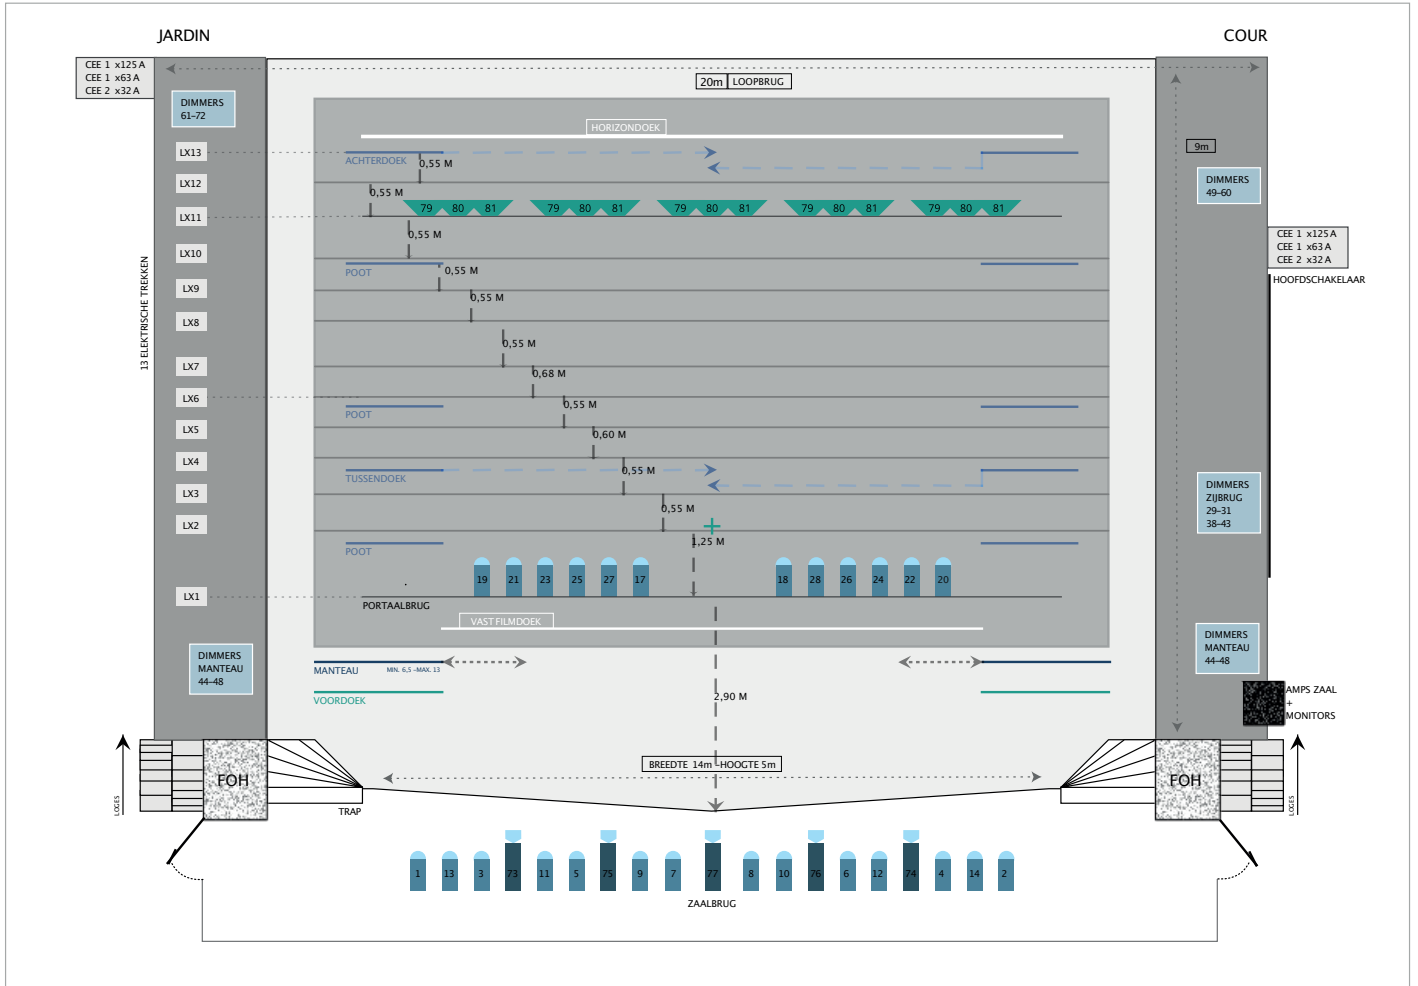 JARDIN
COUR
CEE 1 x125 A
CEE 1 x63 A
CEE 2 x32 A
20m LOOPBRUG
DIMMERS
61–72
HORIZONDOEK
9m
LX13
ACHTERDOEK
0,55 M
LX12
0,55 M
DIMMERS
49–60
LX11
79 80 81 79 80 81 79 80 81 79 80 81 79 80 81
0,55 M
CEE 1 x125 A
CEE 1 x63 A
CEE 2 x32 A
LX10
POOT
0,55 M
HOOFDSCHAKELAAR
13 ELEKTRISCHE TREKKEN
LX9
0,55 M
LX8
0,55 M
LX7
0,68 M
LX6
0,55 M
POOT
LX5
0,60 M
LX4
0,55 M
TUSSENDOEK
LX3
0,55 M
DIMMERS
ZIJBRUG
29–31
38–43
LX2
1,25 M
POOT
19 21 23 25 27 17 18 28 26 24 22 20
LX1
PORTAALBRUG
VAST FILMDOEK
DIMMERS
MANTEAU
44–48
DIMMERS
MANTEAU
44–48
MANTEAU MIN. 6,5 –MAX. 13
VOORDOEK
2,90 M
AMPS ZAAL
+
MONITORS
BREEDTE 14m –HOOGTE 5m
FOH
FOH
LOGES
LOGES
TRAP
1 13 3 73 11 5 75 9 7 77 8 10 76 6 12 74 4 14 2
ZAALBRUG